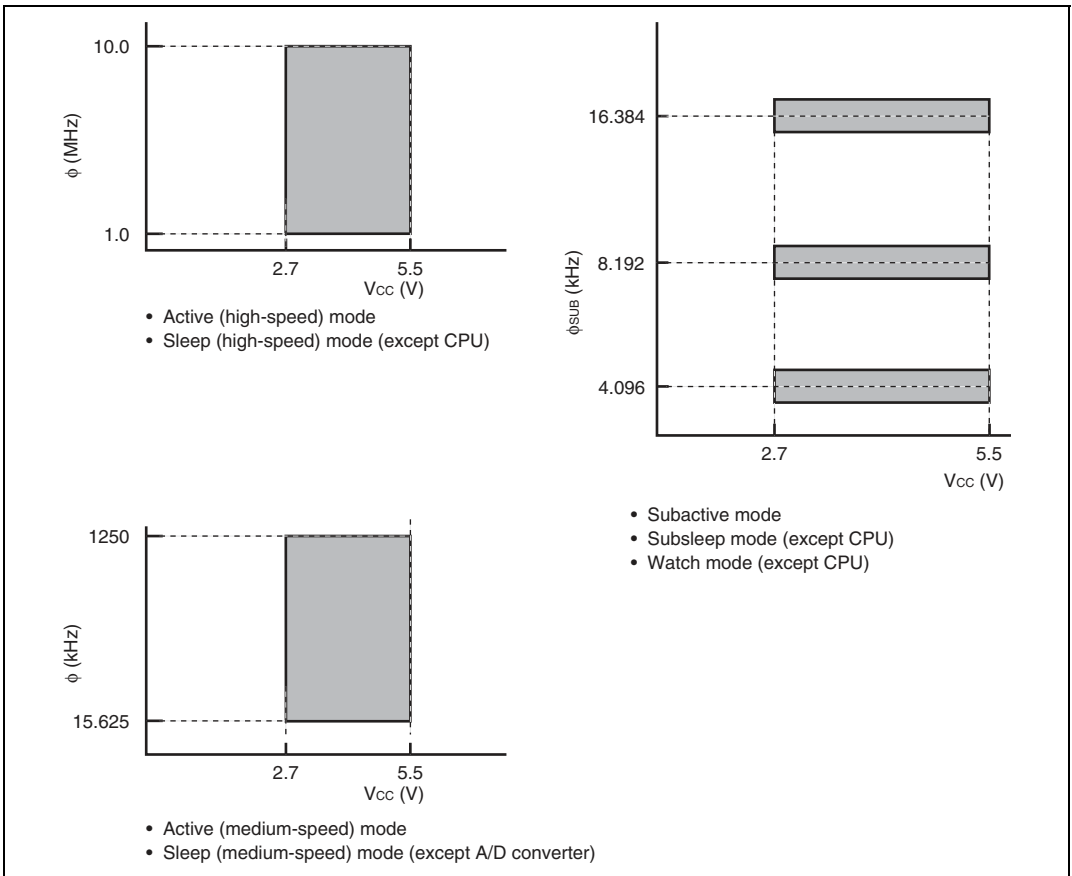 10.0
φ (MHz)
1.0
2.7 5.5
Vcc (V)
• Active (high-speed) mode
• Sleep (high-speed) mode (except CPU)
16.384
8.192
φSUB (kHz)
4.096
2.7 5.5
Vcc (V)
• Subactive mode
• Subsleep mode (except CPU)
• Watch mode (except CPU)
1250
φ (kHz)
15.625
2.7 5.5
Vcc (V)
• Active (medium-speed) mode
• Sleep (medium-speed) mode (except A/D converter)